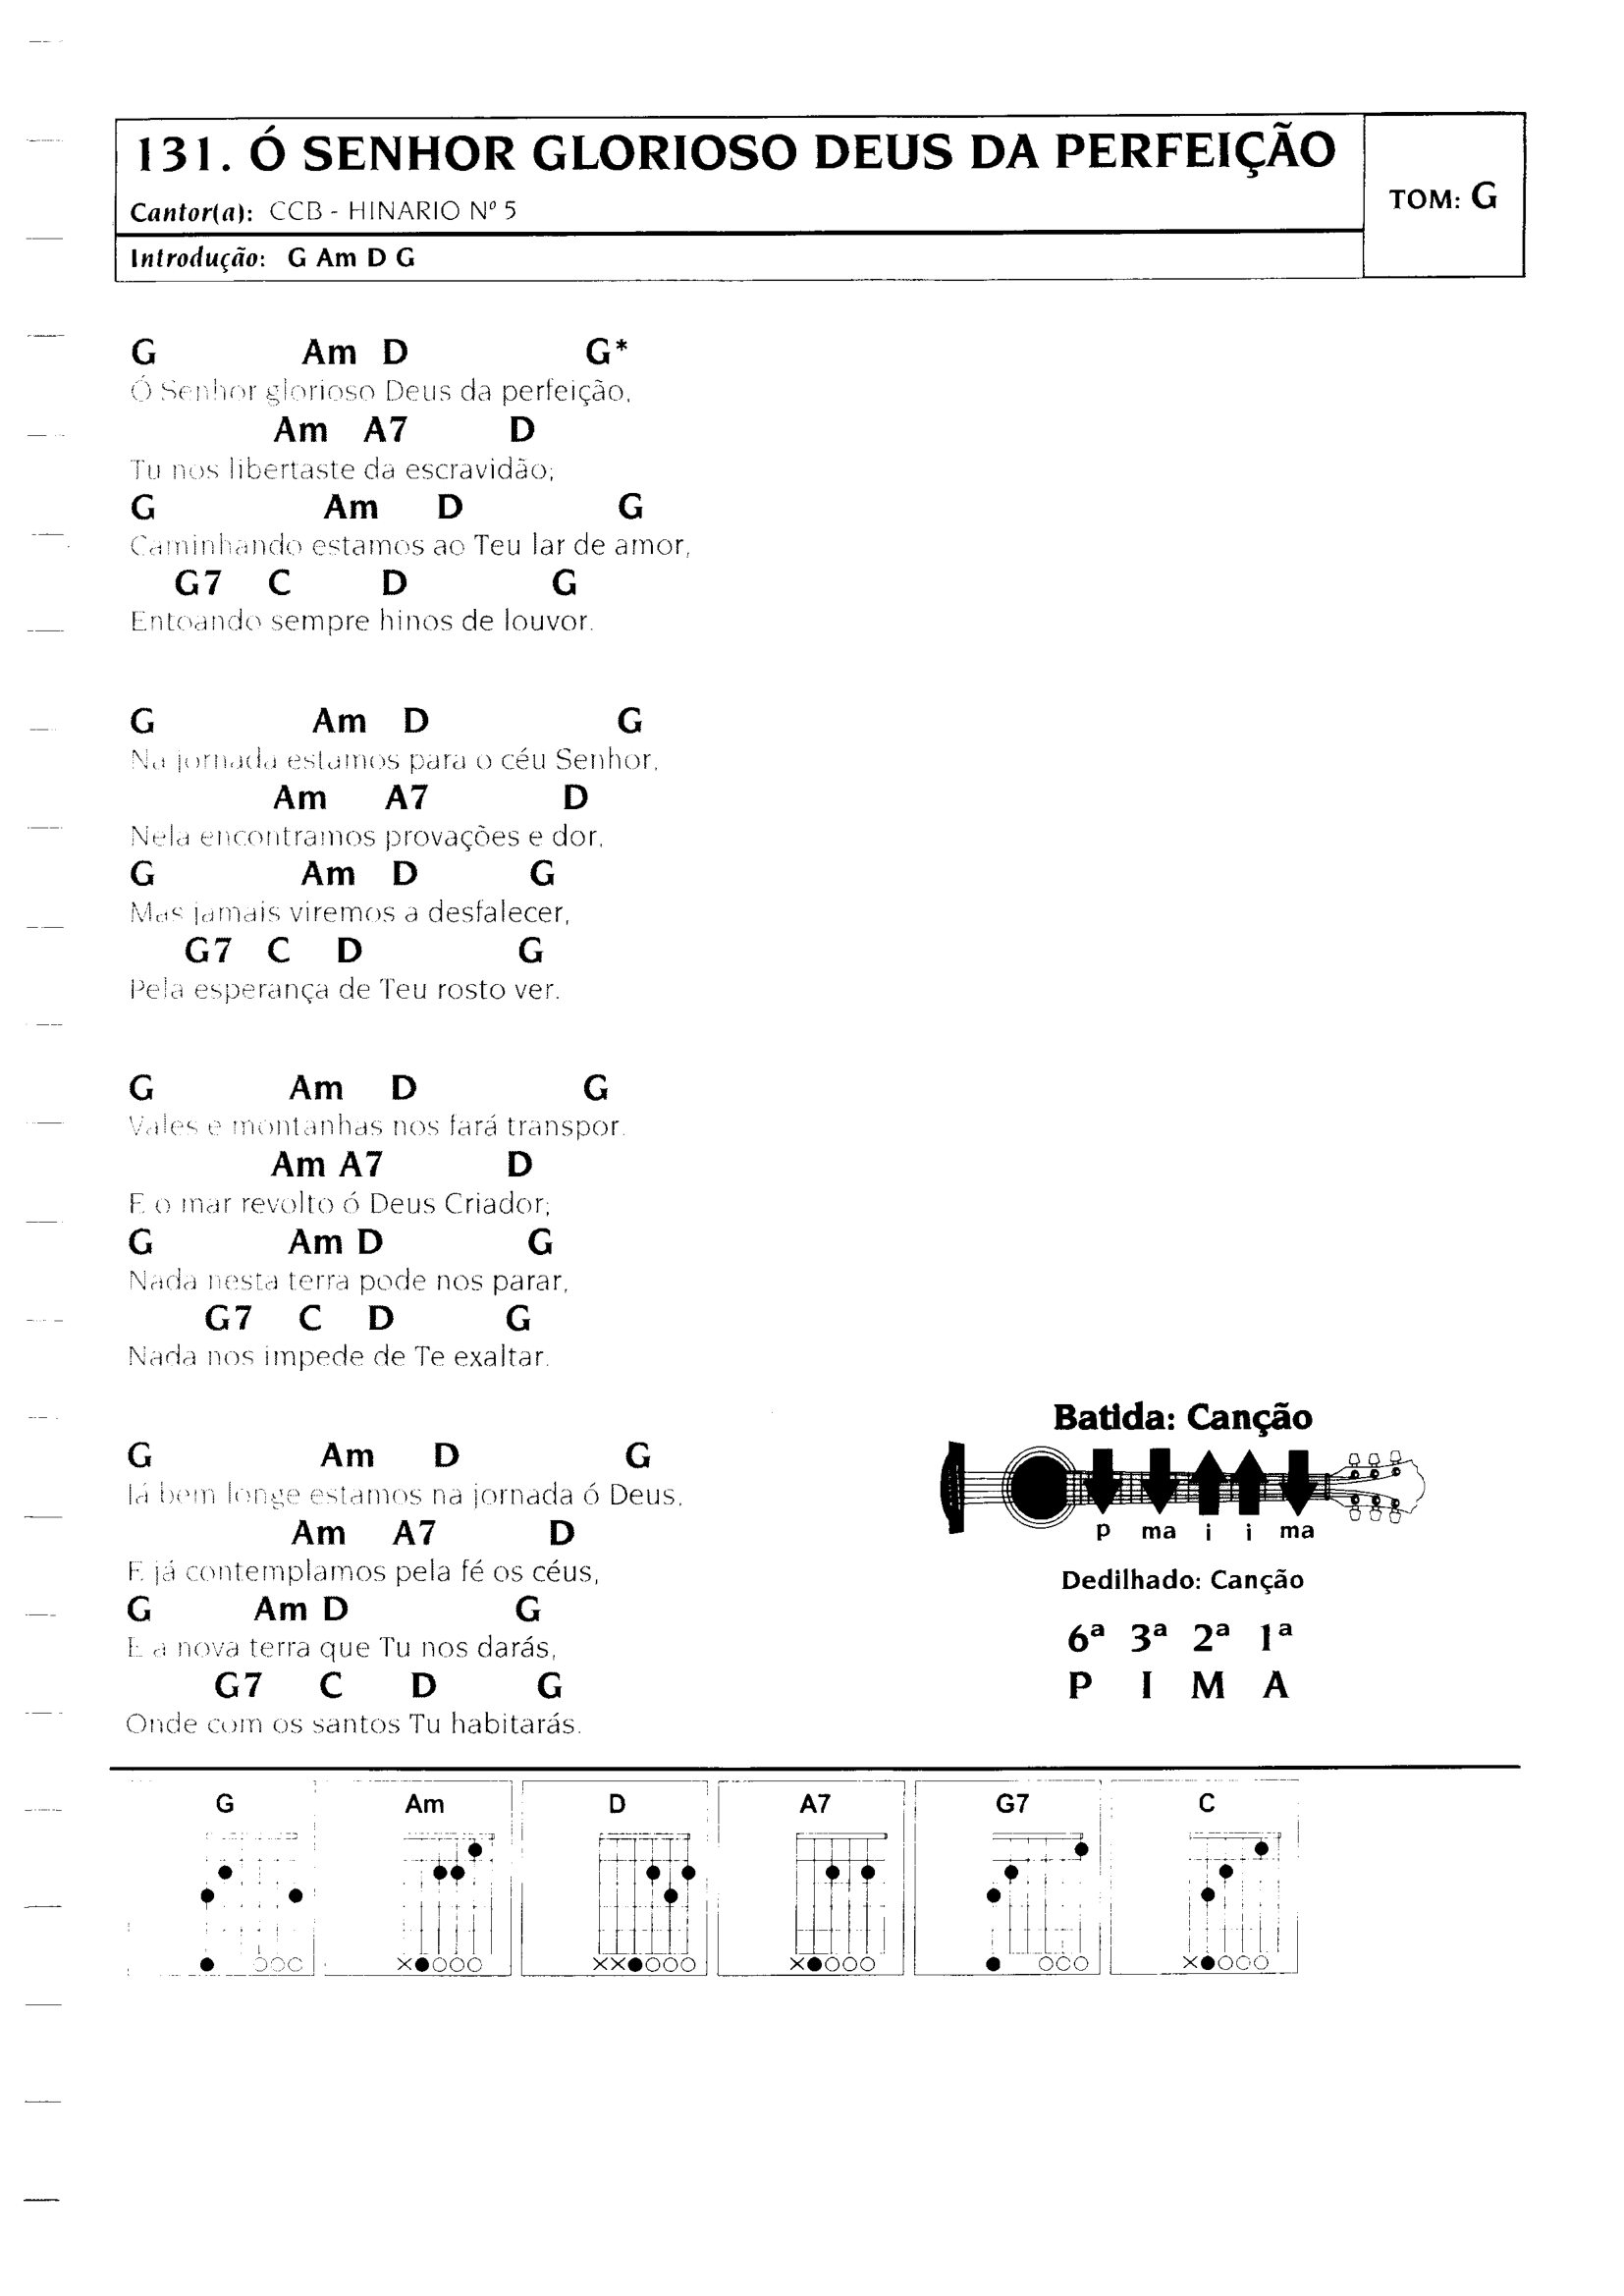 131. Ó SENHOR GLORIOSO DEUS DA PERFEIÇÃO
Cantor(a): CCB - HINARIO Nº 5
TOM: G
Introdução: G Am D G
G Am D G*
Ó Senhor glorioso Deus da perfeição,
Am A7 D
Tu nos libertaste da escravidão;
G Am D G
Caminhando estamos ao Teu lar de amor,
G7 C D G
Entoando sempre hinos de louvor.
G Am D G
Na jornada estamos para o céu Senhor,
Am A7 D
Nela encontramos provações e dor,
G Am D G
Mas jamais viremos a desfalecer,
G7 C D G
Pela esperança de Teu rosto ver.
G Am D G
Vales e montanhas nos fará transpor.
Am A7 D
E o mar revolto ó Deus Criador;
G Am D G
Nada nesta terra pode nos parar,
G7 C D G
Nada nos impede de Te exaltar.
G Am D G
Já bem longe estamos na jornada ó Deus,
Am A7 D
E já contemplamos pela fé os céus,
G Am D G
E a nova terra que Tu nos darás,
G7 C D G
Onde com os santos Tu habitarás.
Batida: Canção
p ma i i ma
Dedilhado: Canção
6ª 3ª 2ª 1ª
P I M A
G Am D A7 G7 C